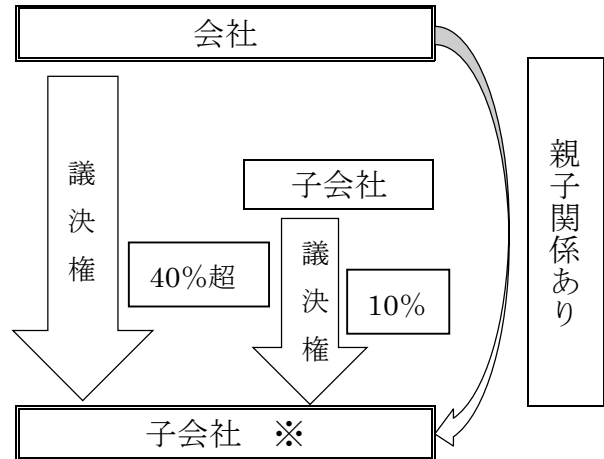 会社
議決権
子会社
議決権
40%超
10%
親子関係あり
子会社　※